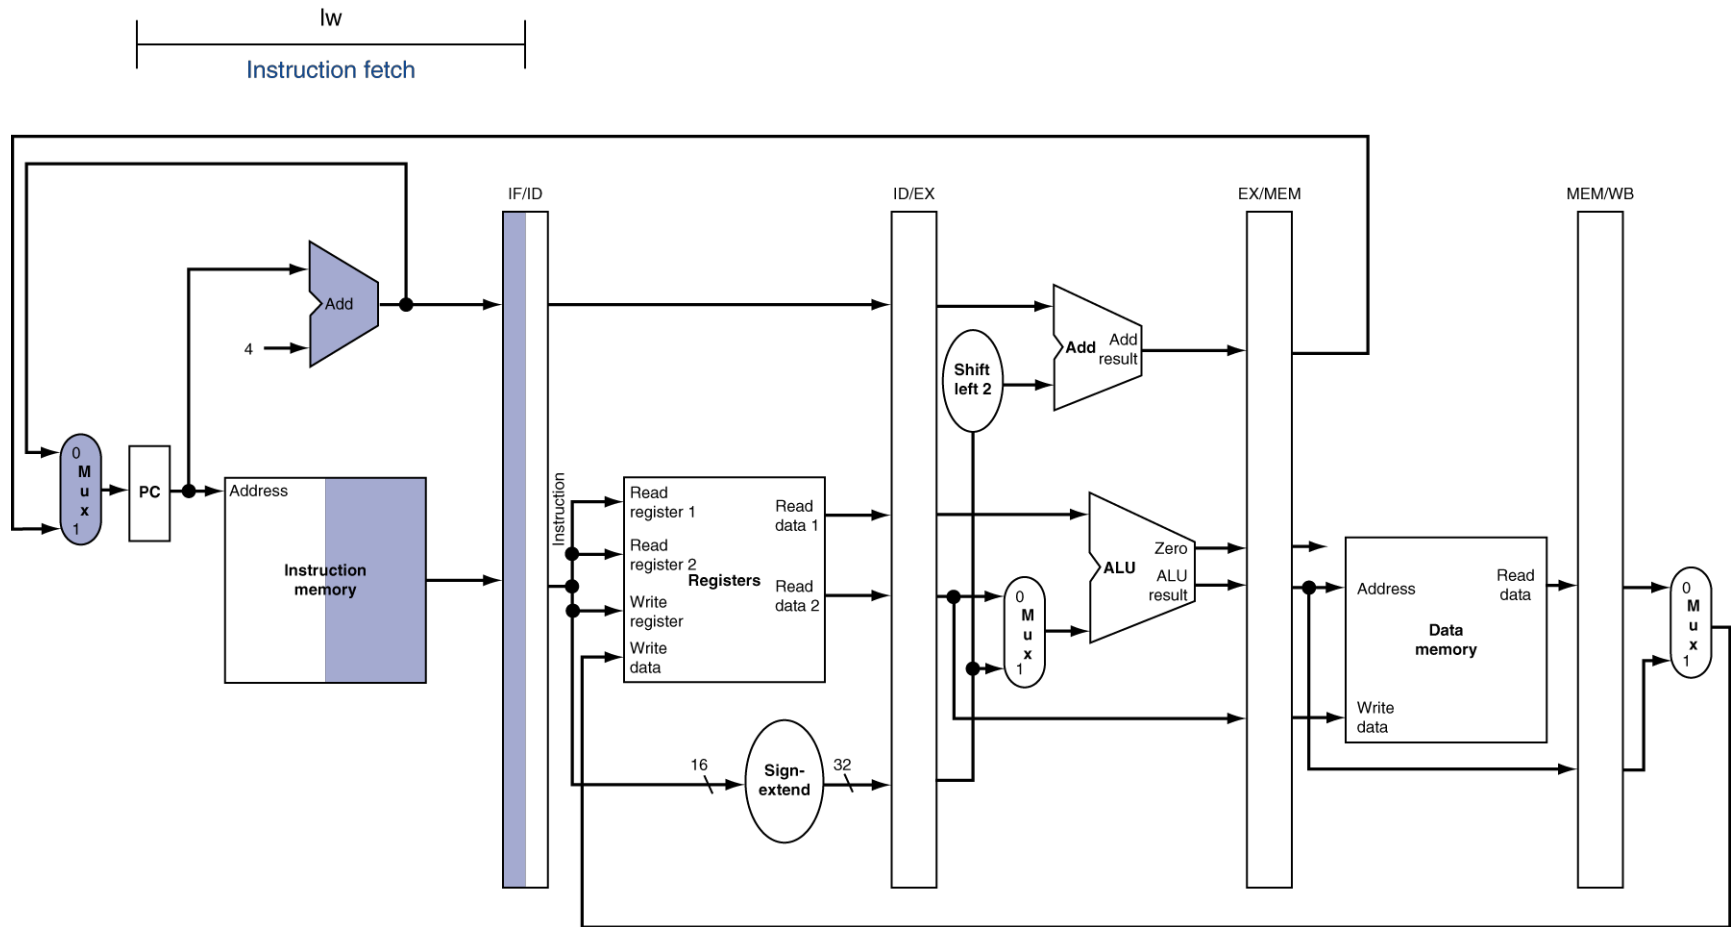 lw
Instruction fetch
IF/ID
ID/EX
EX/MEM
MEM/WB
Add
4
Add
Add
result
Shift
left 2
0
M
u
x
1
PC
Address
Instruction
memory
Instruction
Read
register 1
Read
register 2
Write
register
Write
data
Registers
Read
data 1
Read
data 2
16
Sign-
extend
32
0
M
u
x
1
Zero
ALU
ALU
result
Address
Read
data
Data
memory
Write
data
0
M
u
x
1